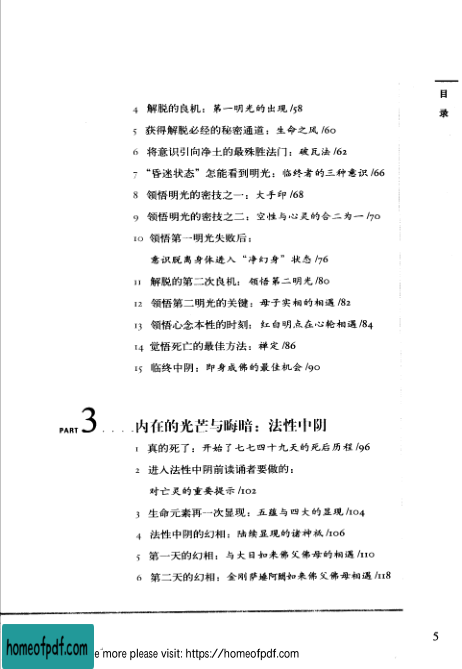 目
录
4 解脱的良机：第一明光的出现 /58
5 获得解脱必经的秘密通道：生命之风 /60
6 将意识引向净土的最殊胜法门：破瓦法 /62
7 “昏迷状态”怎能看到明光：临终者的三种意识 /66
8 领悟明光的密技之一：大手印 /68
9 领悟明光的密技之二：空性与心灵的合二为一 /70
10 领悟第一明光失败后：
意识脱离身体进入“净幻身”状态 /76
11 解脱的第二次良机：领悟第二明光 /80
12 领悟第二明光的关键：母子实相的相遇 /82
13 领悟心念本性的时刻：红白明点在心轮相遇 /84
14 觉悟死亡的最佳方法：禅定 /86
15 临终中阴：即身成佛的最佳机会 /90
PART 3 . . . . 内在的光芒与晦暗：法性中阴
1 真的死了：开始了七七四十九天的死后历程 /96
2 进入法性中阴前读诵者要做的：
对亡灵的重要提示 /102
3 生命元素再一次显现：五蕴与四大的显现 /104
4 法性中阴的幻相：陆续显现的诸神祇 /106
5 第一天的幻相：与大日如来佛父佛母的相遇 /110
6 第二天的幻相：金刚萨埵阿閦如来佛父佛母相遇 /118
5
homeofpdf.com
e more please visit: https://homeofpdf.com